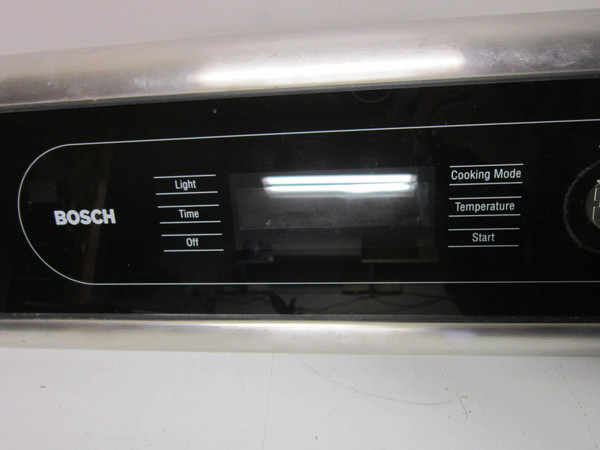 BOSCH
Light
Time
Off
Cooking Mode
Temperature
Start